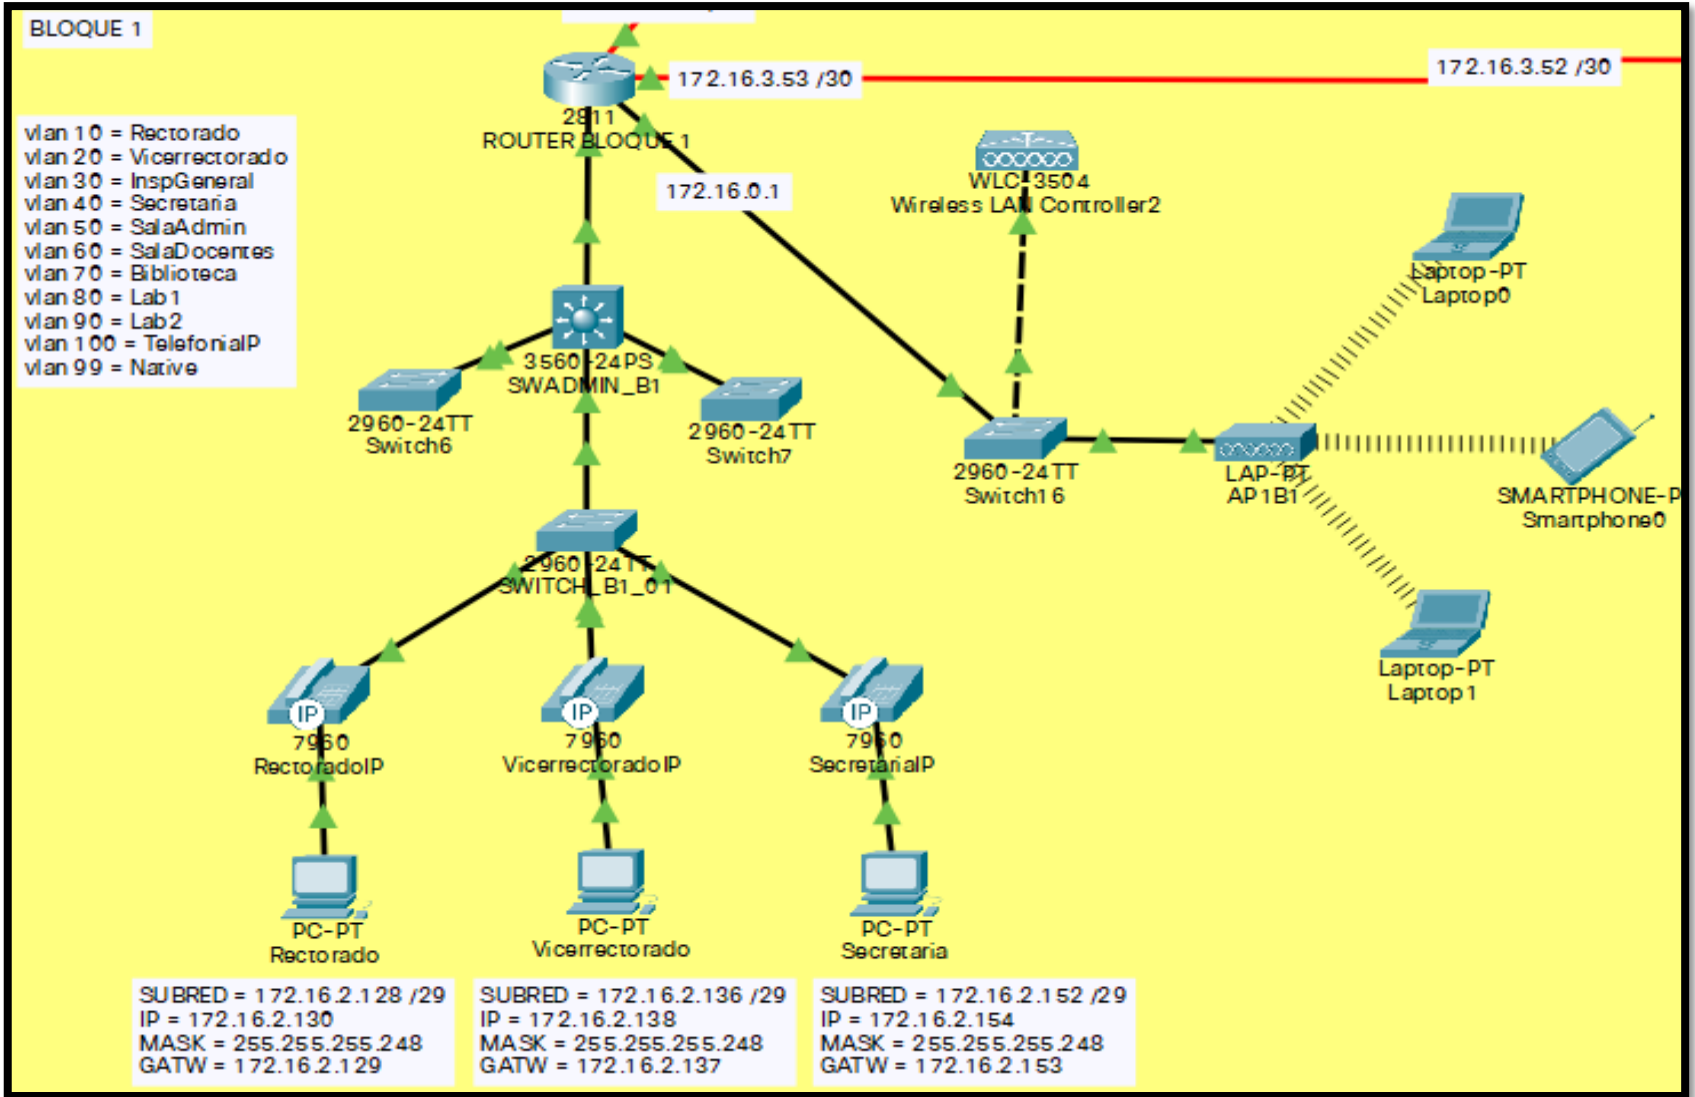 BLOQUE 1
172.16.3.53 /30
172.16.3.52 /30
2811
ROUTER BLOQUE 1
vlan 10 = Rectorado
vlan 20 = Vicerrectorado
vlan 30 = InspGeneral
vlan 40 = Secretaria
vlan 50 = SalaAdmin
vlan 60 = SalaDocentes
vlan 70 = Biblioteca
vlan 80 = Lab1
vlan 90 = Lab2
vlan 100 = TelefoniaIP
vlan 99 = Native
172.16.0.1
WLC-3504
Wireless LAN Controller2
Laptop-PT
Laptop0
3560-24PS
SWADMIN_B1
2960-24TT
Switch6
2960-24TT
Switch7
2960-24TT
Switch16
LAP-PT
AP1B1
SMARTPHONE-P
Smartphone0
2960-24TT
SWITCH_B1_01
Laptop-PT
Laptop1
IP
7960
RectoradoIP
IP
7960
VicerrectoradoIP
IP
7960
SecretariaIP
PC-PT
Rectorado
PC-PT
Vicerrectorado
PC-PT
Secretaria
SUBRED = 172.16.2.128 /29
IP = 172.16.2.130
MASK = 255.255.255.248
GATW = 172.16.2.129
SUBRED = 172.16.2.136 /29
IP = 172.16.2.138
MASK = 255.255.255.248
GATW = 172.16.2.137
SUBRED = 172.16.2.152 /29
IP = 172.16.2.154
MASK = 255.255.255.248
GATW = 172.16.2.153